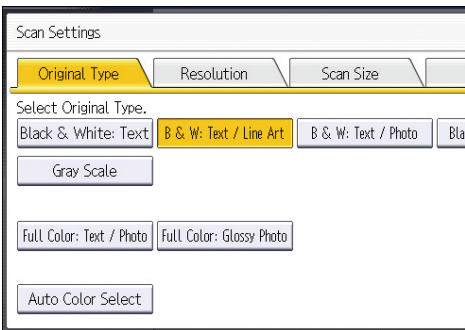 Scan Settings
Original Type Resolution Scan Size
Select Original Type.
Black & White: Text B & W: Text / Line Art B & W: Text / Photo Bla
Gray Scale
Full Color: Text / Photo Full Color: Glossy Photo
Auto Color Select